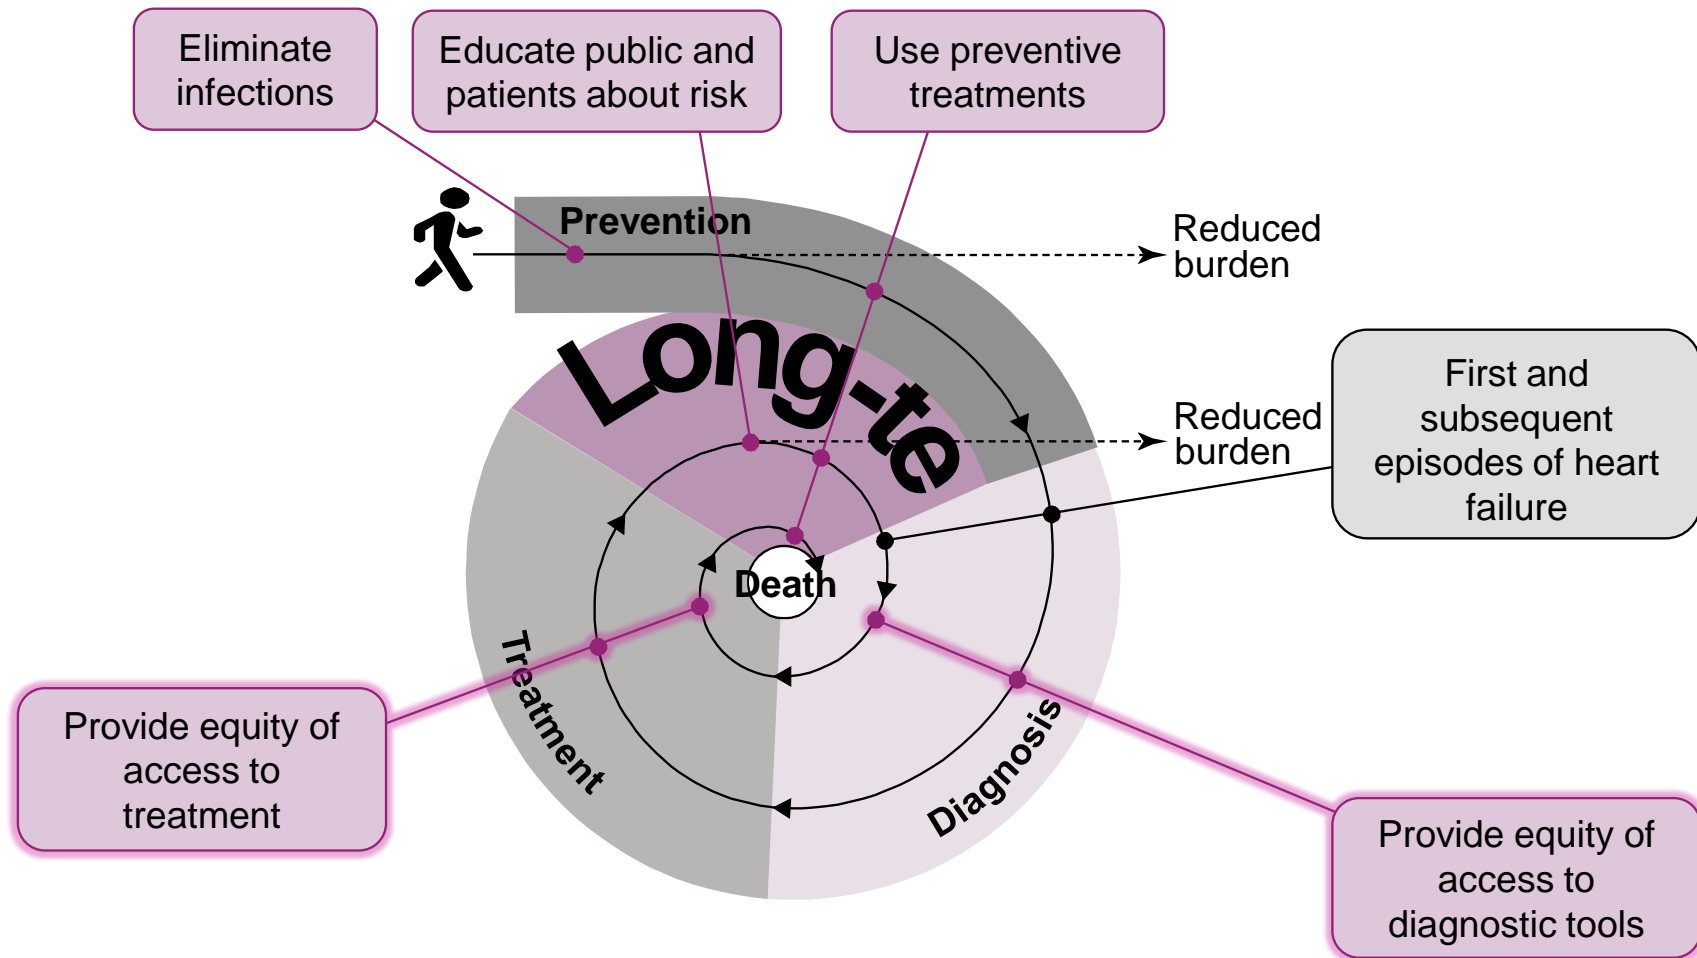 Eliminate
infections
Educate public and
patients about risk
Use preventive
treatments
Prevention
Reduced
burden
Long-te
Reduced
burden
First and
subsequent
episodes of heart
failure
Death
Treatment
Diagnosis
Provide equity of
access to
treatment
Provide equity of
access to
diagnostic tools